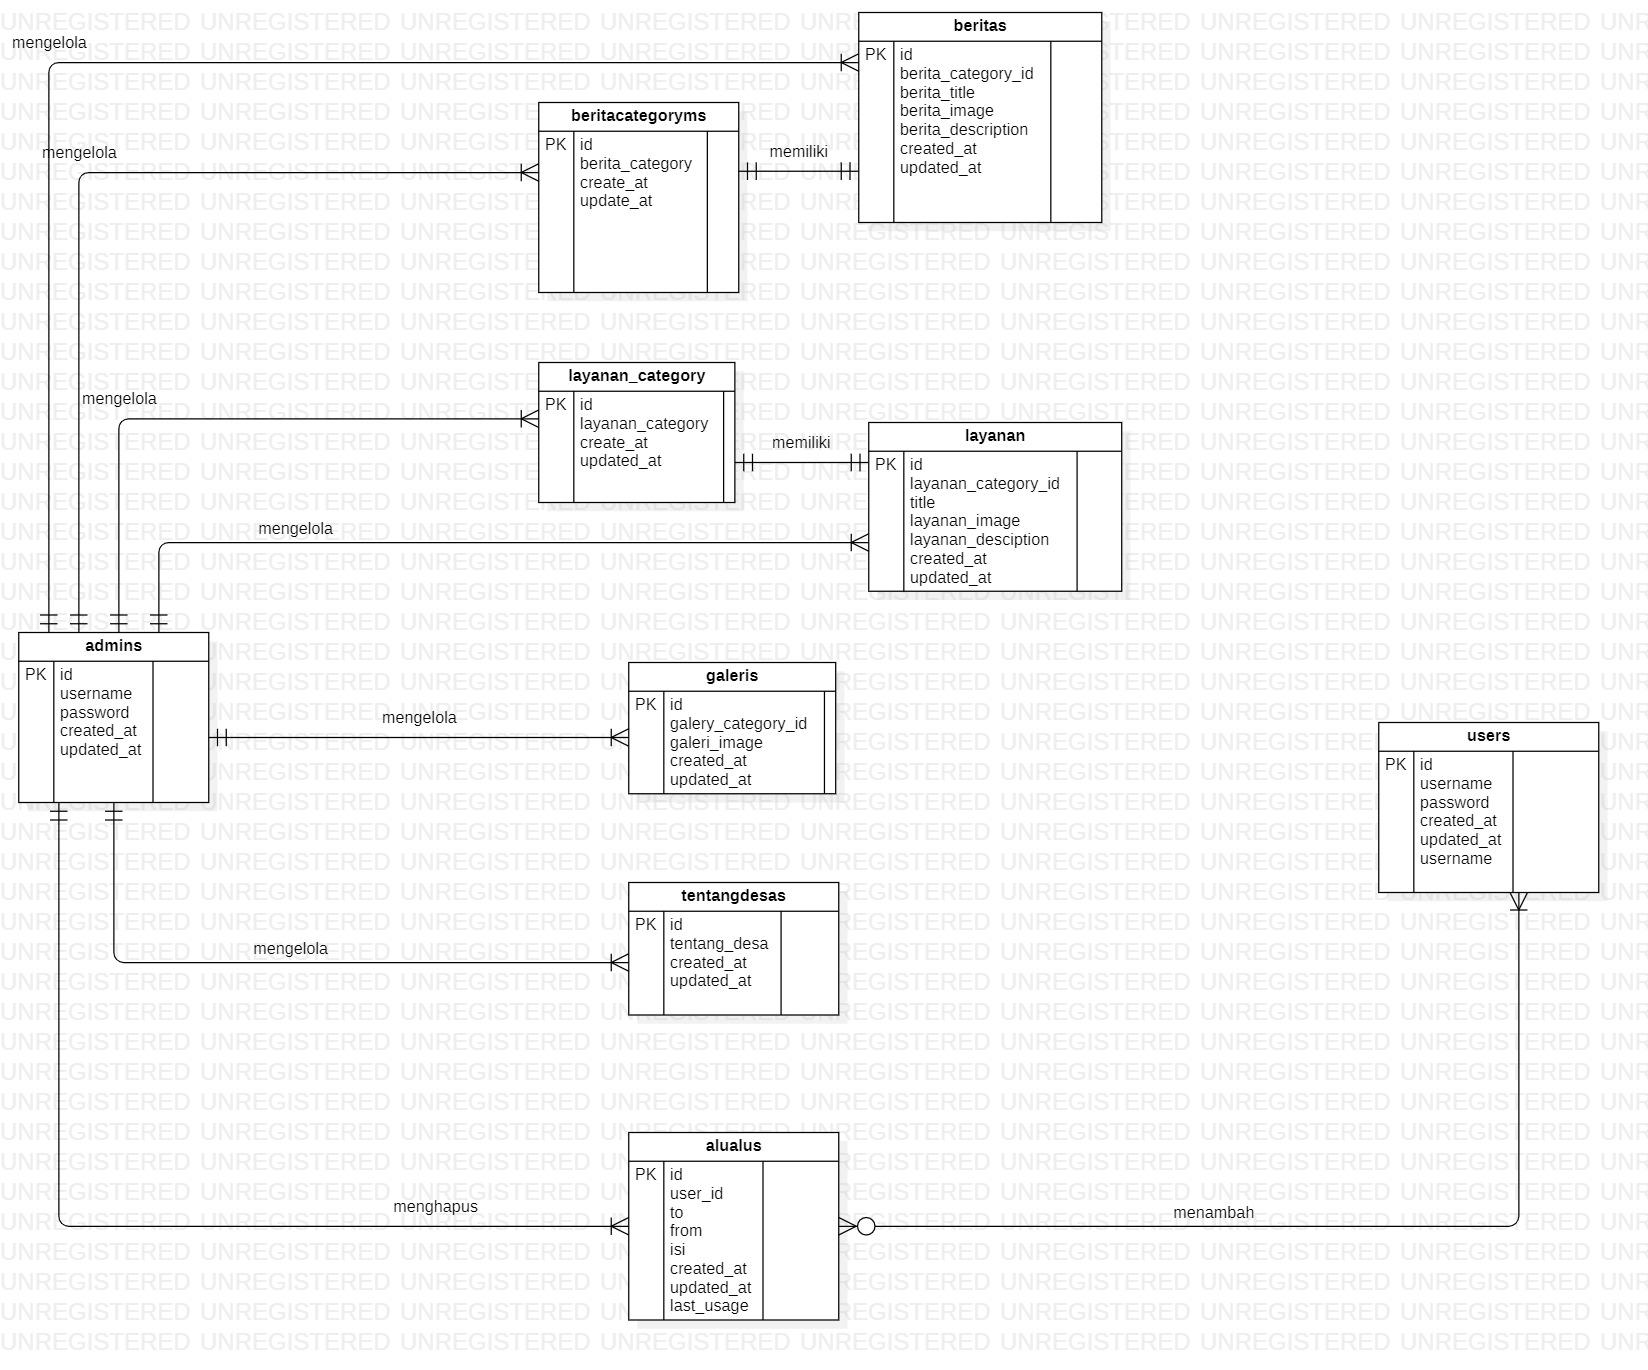 mengelola
beritas
PK id
berita_category_id
berita_title
berita_image
berita_description
created_at
updated_at
mengelola
beritacategoryms
PK id
berita_category
create_at
update_at
memiliki
mengelola
layanan_category
PK id
layanan_category
create_at
updated_at
memiliki
layanan
PK id
layanan_category_id
title
layanan_image
layanan_desciption
created_at
updated_at
mengelola
admins
PK id
username
password
created_at
updated_at
mengelola
galeris
PK id
galery_category_id
galeri_image
created_at
updated_at
users
PK id
username
password
created_at
updated_at
username
mengelola
tentangdesas
PK id
tentang_desa
created_at
updated_at
menghapus
alualus
PK id
user_id
to
from
isi
created_at
updated_at
last_usage
menambah
UNREGISTERED